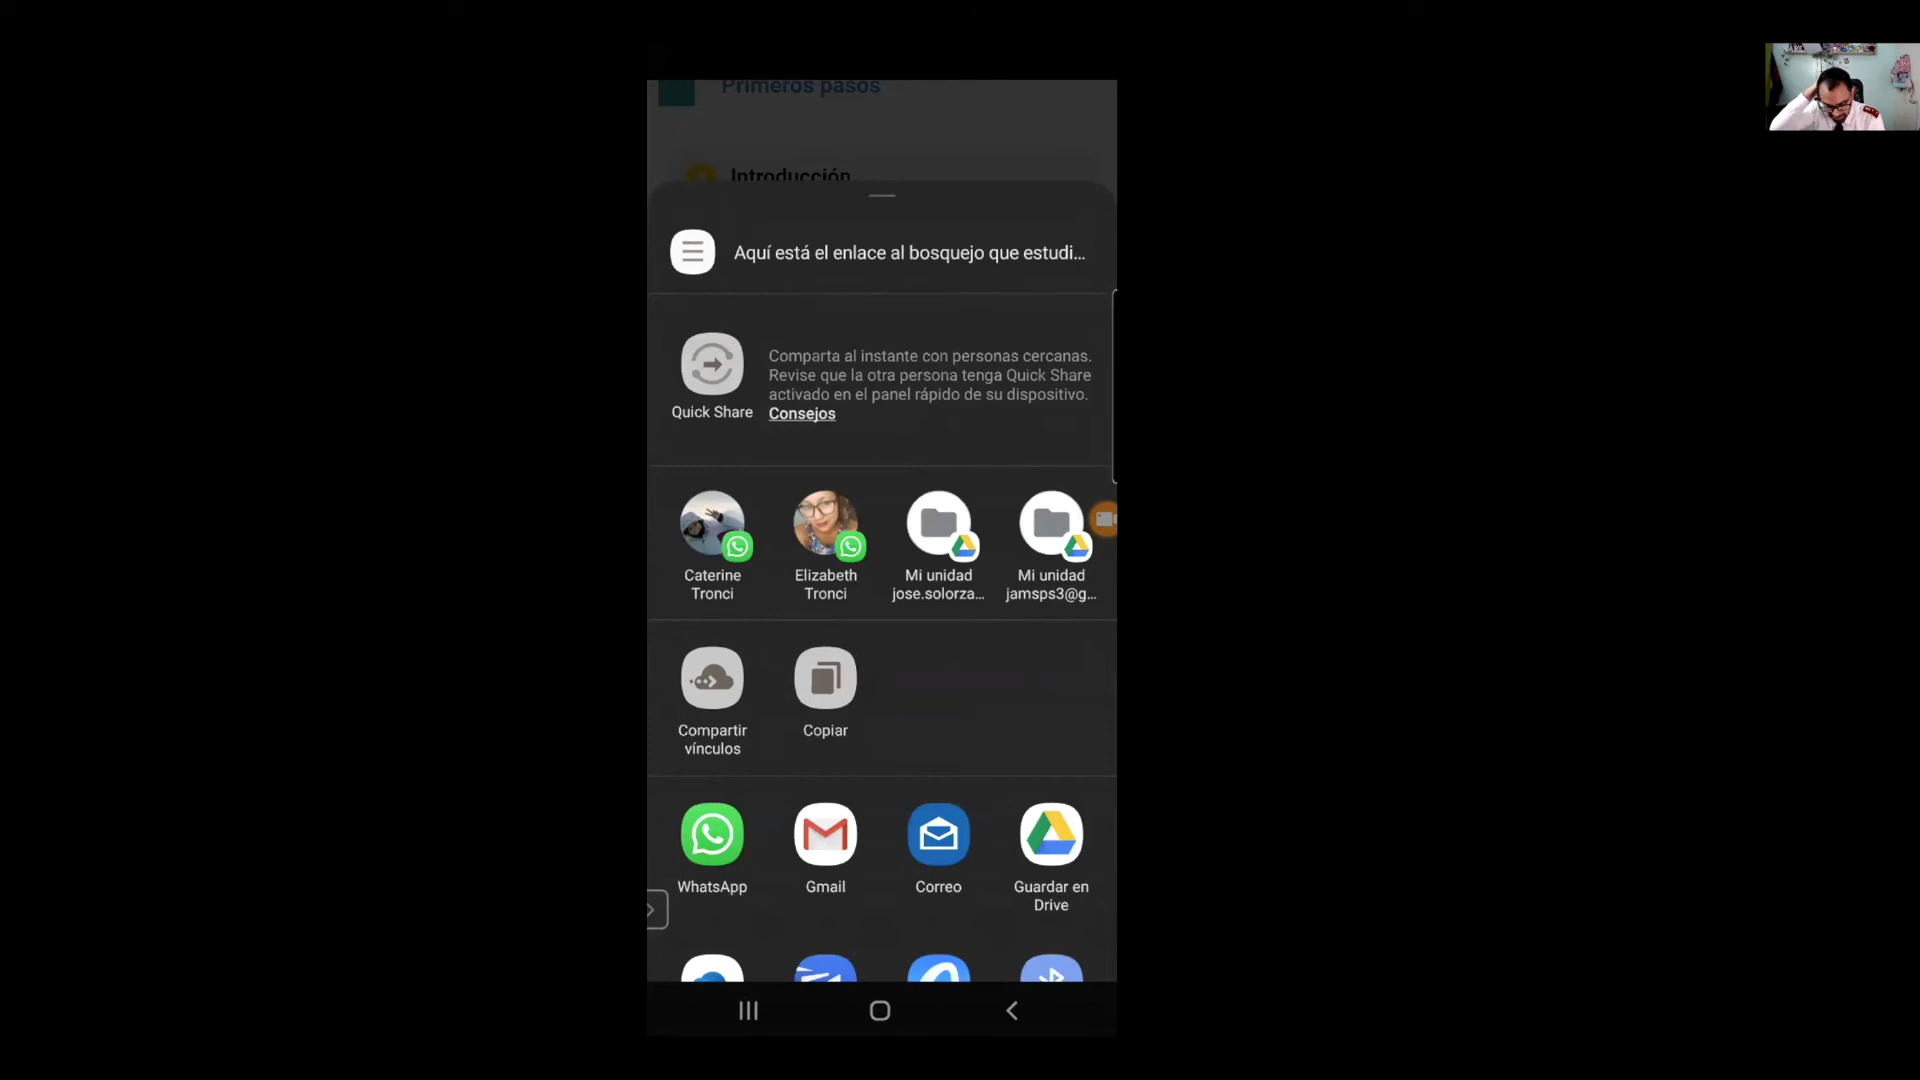 Primeros pasos
Introducción
Aquí está el enlace al bosquejo que estudi...
Quick Share
Comparta al instante con personas cercanas.
Revise que la otra persona tenga Quick Share
activado en el panel rápido de su dispositivo.
Consejos
Caterine
Tronci
Elizabeth
Tronci
Mi unidad
jose.solorza...
Mi unidad
jamsps3@g...
Compartir
vínculos
Copiar
WhatsApp
Gmail
Correo
Guardar en
Drive